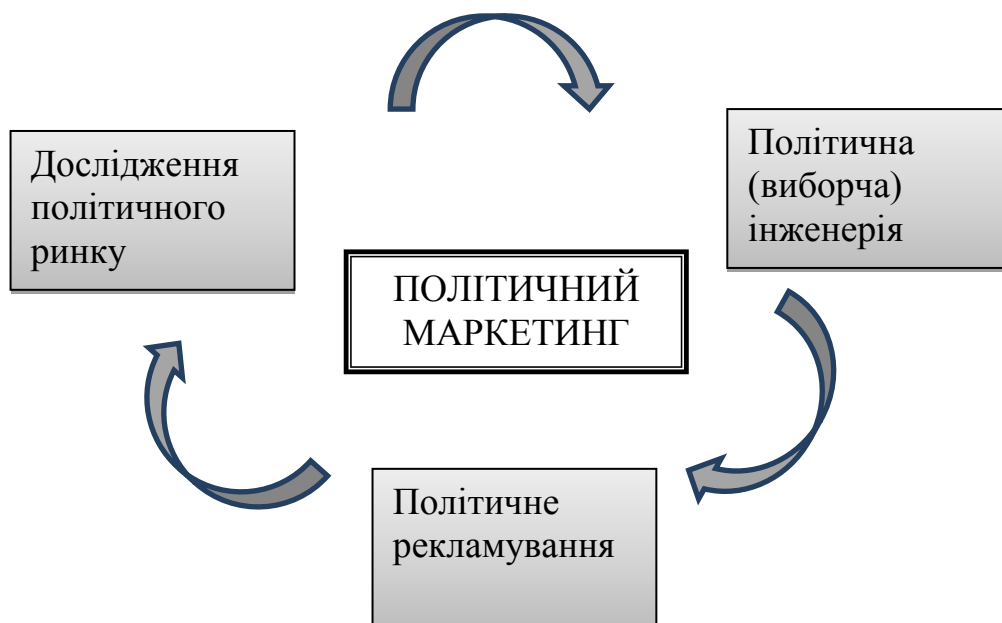 Дослідження
політичного
ринку
Політична
(виборча)
інженерія
ПОЛІТИЧНИЙ
МАРКЕТИНГ
Політичне
рекламування